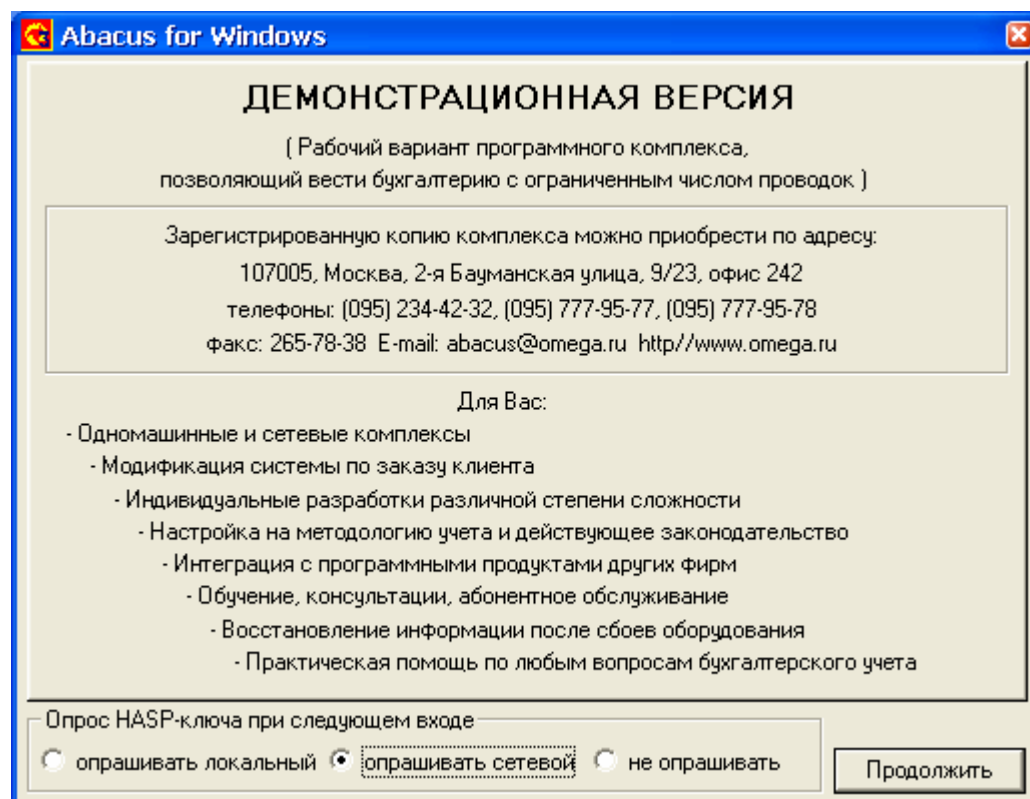 Abacus for Windows
ДЕМОНСТРАЦИОННАЯ ВЕРСИЯ
( Рабочий вариант программного комплекса,
позволяющий вести бухгалтерию с ограниченным числом проводок )
Зарегистрированную копию комплекса можно приобрести по адресу:
107005, Москва, 2-я Бауманская улица, 9/23, офис 242
телефоны: (095) 234-42-32, (095) 777-95-77, (095) 777-95-78
факс: 265-78-38 E-mail: abacus@omega.ru http//www.omega.ru
Для Вас:
- Одномашинные и сетевые комплексы
- Модификация системы по заказу клиента
- Индивидуальные разработки различной степени сложности
- Настройка на методологию учета и действующее законодательство
- Интеграция с программными продуктами других фирм
- Обучение, консультации, абонентное обслуживание
- Восстановление информации после сбоев оборудования
- Практическая помощь по любым вопросам бухгалтерского учета
Опрос HASP-ключа при следующем входе
опрашивать локальный опрашивать сетевой не опрашивать
Продолжить